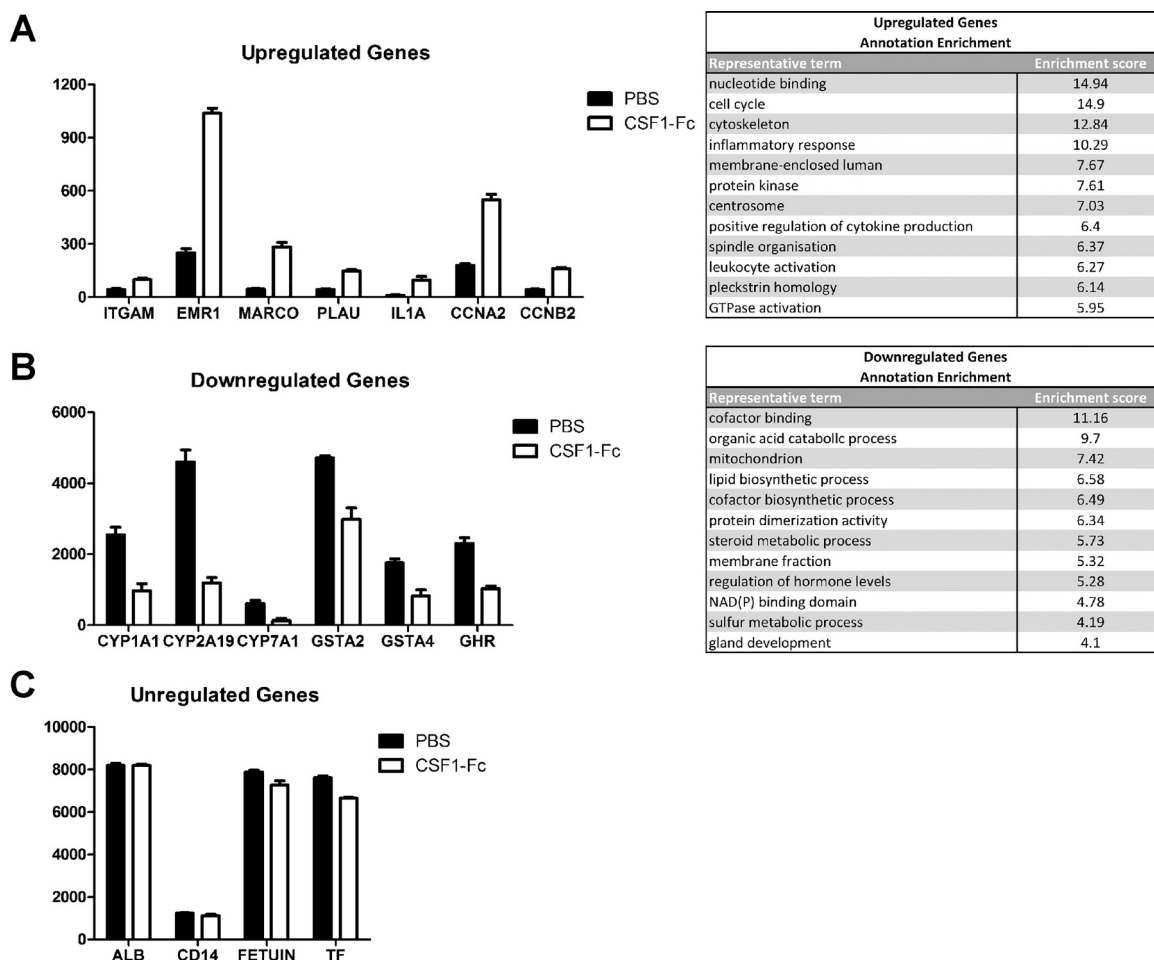 A
Upregulated Genes
1200
900
600
300
0
ITGAM EMR1 MARCO PLAU IL1A CCNA2 CCNB2
PBS
CSF1-Fc
Upregulated Genes
Annotation Enrichment
Representative term Enrichment score
nucleotide binding 14.94
cell cycle 14.9
cytoskeleton 12.84
inflammatory response 10.29
membrane-enclosed luman 7.67
protein kinase 7.61
centrosome 7.03
positive regulation of cytokine production 6.4
spindle organisation 6.37
leukocyte activation 6.27
pleckstrin homology 6.14
GTPase activation 5.95
B
Downregulated Genes
6000
4000
2000
0
CYP1A1 CYP2A19 CYP7A1 GSTA2 GSTA4 GHR
PBS
CSF1-Fc
Downregulated Genes
Annotation Enrichment
Representative term Enrichment score
cofactor binding 11.16
organic acid catabollc process 9.7
mitochondrion 7.42
lipid biosynthetic process 6.58
cofactor biosynthetic process 6.49
protein dimerization activity 6.34
steroid metabolic process 5.73
membrane fraction 5.32
regulation of hormone levels 5.28
NAD(P) binding domain 4.78
sulfur metabolic process 4.19
gland development 4.1
C
Unregulated Genes
10000
8000
6000
4000
2000
0
ALB CD14 FETUIN TF
PBS
CSF1-Fc